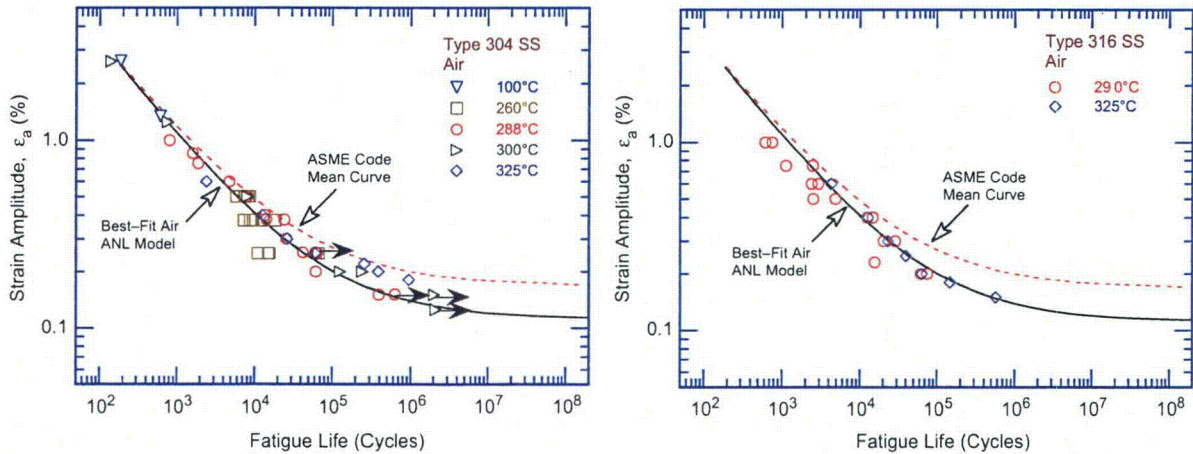 Type 304 SS
Air
100°C
260°C
288°C
300°C
325°C
ASME Code
Mean Curve
Best–Fit Air
ANL Model
Strain Amplitude, εa (%)
1.0
0.1
10² 10³ 10⁴ 10⁵ 10⁶ 10⁷ 10⁸
Fatigue Life (Cycles)
Type 316 SS
Air
290°C
325°C
ASME Code
Mean Curve
Best–Fit Air
ANL Model
Strain Amplitude, εa (%)
1.0
0.1
10² 10³ 10⁴ 10⁵ 10⁶ 10⁷ 10⁸
Fatigue Life (Cycles)